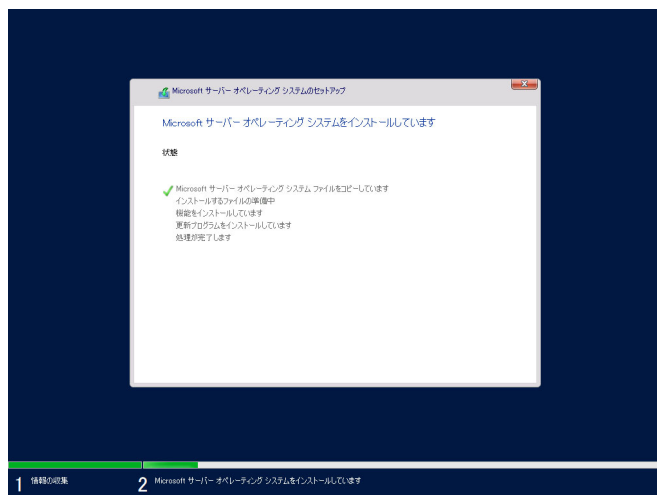 Microsoft サーバー オペレーティング システムのセットアップ
Microsoft サーバー オペレーティング システムをインストールしています
状態
Microsoft サーバー オペレーティング システム ファイルをコピーしています
インストールするファイルの準備中
機能をインストールしています
更新プログラムをインストールしています
処理が完了します
1 情報の収集
2 Microsoft サーバー オペレーティング システムをインストールしています